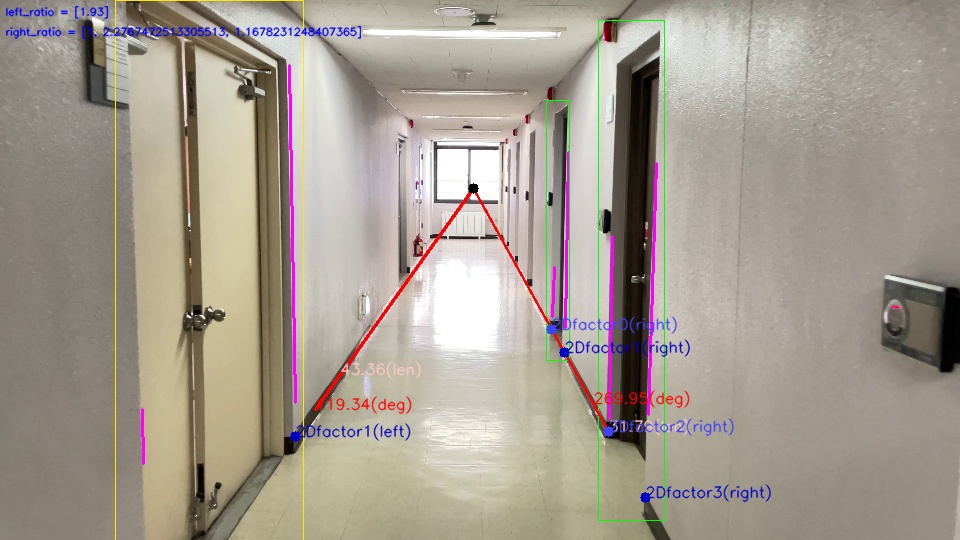 left_ratio = [1.93]
right_ratio = [1, 2.2767472513305513, 1.1678231248407365]
2Dfactor0(right)
2Dfactor1(right)
43.36(len)
19.34(deg)
269.95(deg)
2Dfactor1(left)
2Dfactor2(right)
2Dfactor3(right)